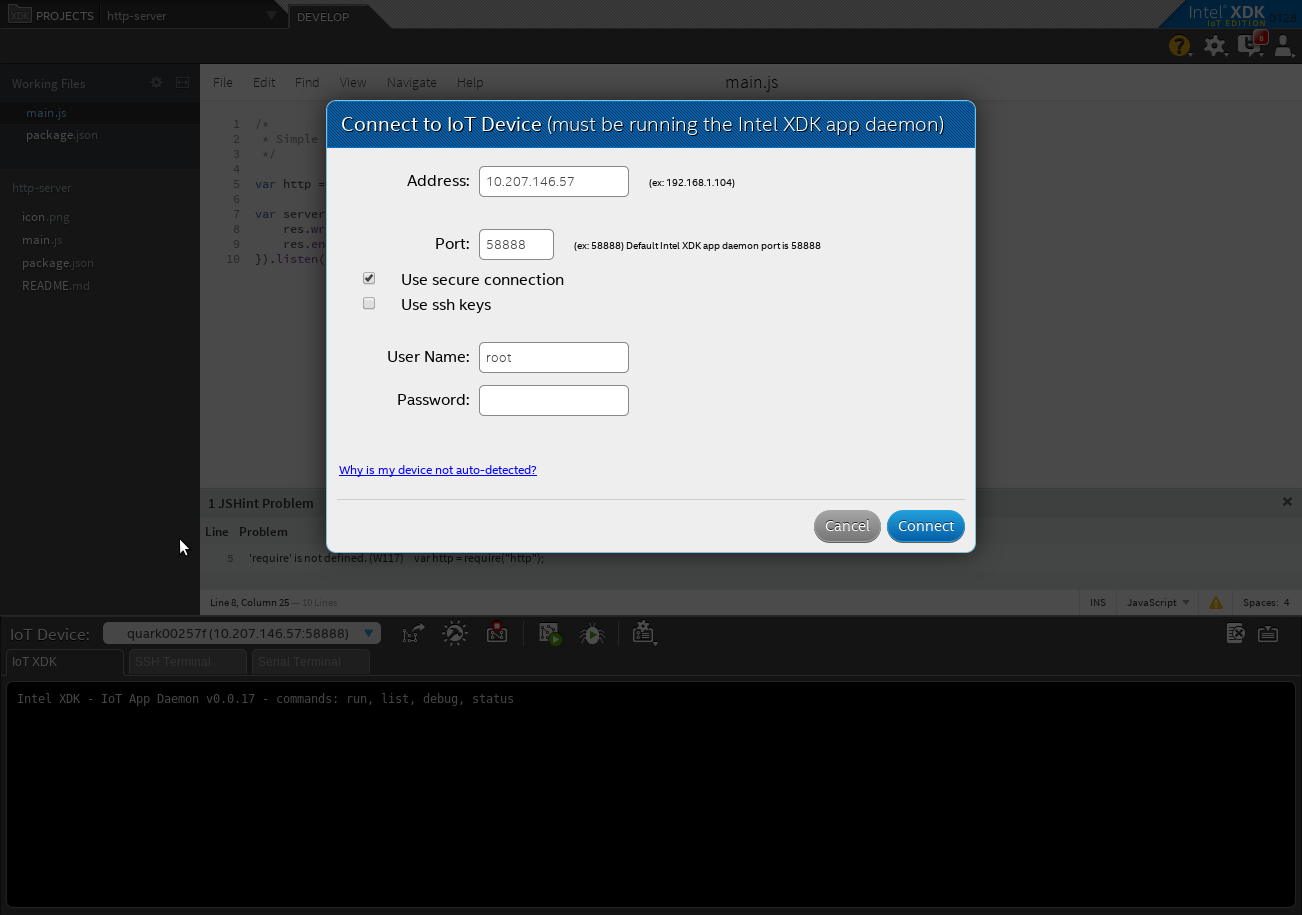 XDK PROJECTS http-server DEVELOP Intel® XDK
IoT EDITION 0128
Working Files File Edit Find View Navigate Help main.js
main.js
package.json
http-server
icon.png
main.js
package.json
README.md
1 /*
2 * Simple
3 */
4
5 var http =
6
7 var server
8 res.wr
9 res.en
10 }).listen(
Connect to IoT Device (must be running the Intel XDK app daemon)
Address: 10.207.146.57 (ex: 192.168.1.104)
Port: 58888 (ex: 58888) Default Intel XDK app daemon port is 58888
Use secure connection
Use ssh keys
User Name: root
Password:
Why is my device not auto-detected?
Cancel Connect
1 JSHint Problem
Line Problem
5 'require' is not defined. (W117) var http = require("http");
Line 8, Column 25 — 10 Lines INS JavaScript Spaces: 4
IoT Device: quark00257f (10.207.146.57:58888)
IoT XDK SSH Terminal Serial Terminal
Intel XDK - IoT App Daemon v0.0.17 - commands: run, list, debug, status